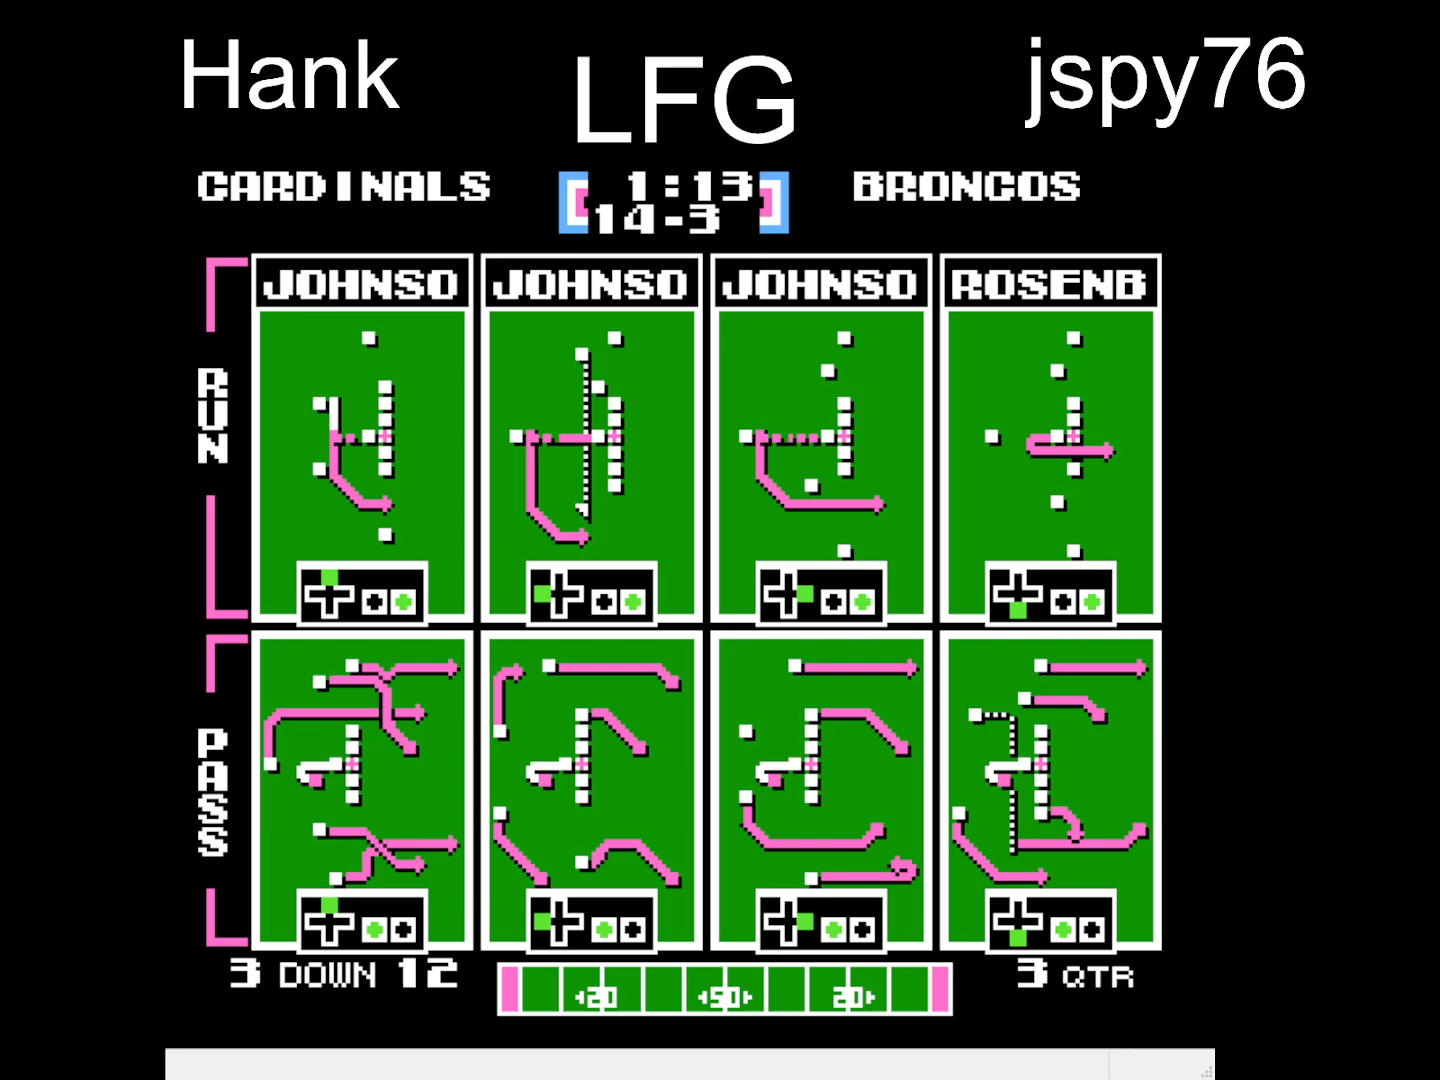 Hank LFG jspy76
CARDINALS 1:13 BRONCOS
14-3
JOHNSO JOHNSO JOHNSO ROSENB
RUN
PASS
3 DOWN 12 3 QTR
20 50 20